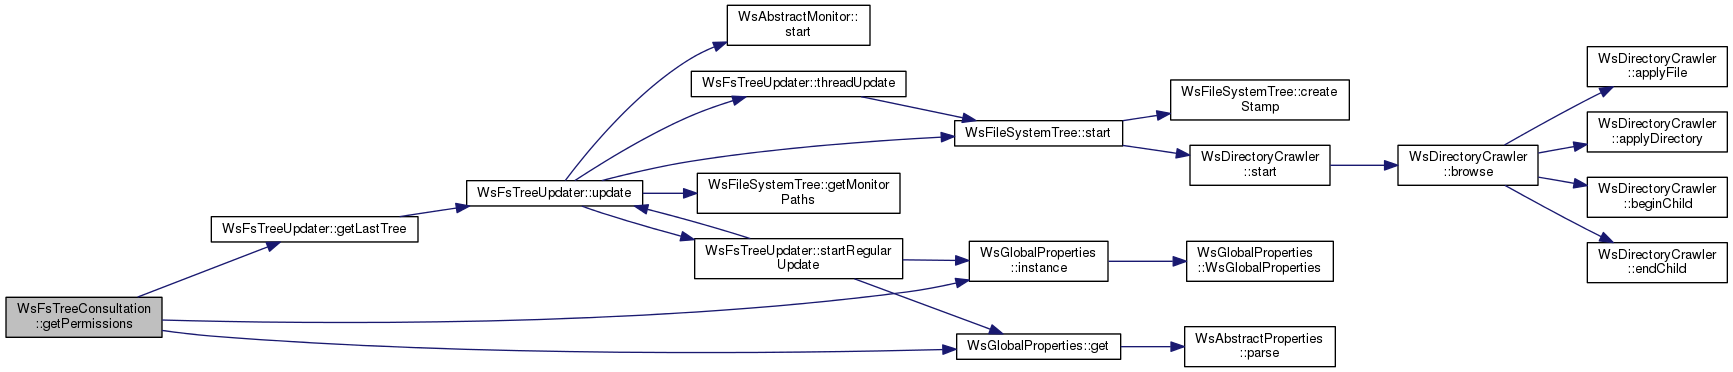 WsFsTreeConsultation
::getPermissions
WsFsTreeUpdater::getLastTree
WsFsTreeUpdater::update
WsAbstractMonitor::
start
WsFsTreeUpdater::threadUpdate
WsFileSystemTree::getMonitor
Paths
WsFsTreeUpdater::startRegular
Update
WsFileSystemTree::start
WsGlobalProperties
::instance
WsGlobalProperties::get
WsFileSystemTree::create
Stamp
WsDirectoryCrawler
::start
WsGlobalProperties
::WsGlobalProperties
WsAbstractProperties
::parse
WsDirectoryCrawler
::browse
WsDirectoryCrawler
::applyFile
WsDirectoryCrawler
::applyDirectory
WsDirectoryCrawler
::beginChild
WsDirectoryCrawler
::endChild